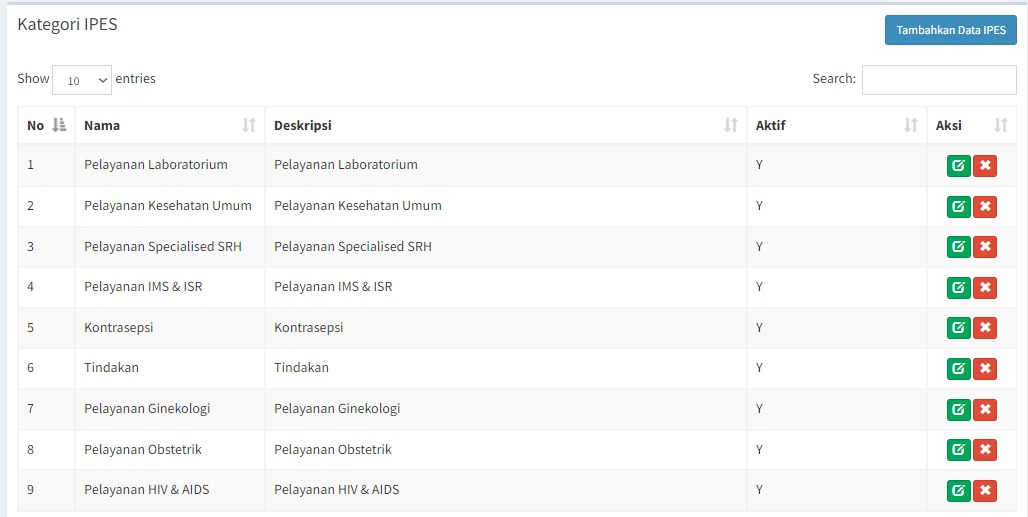 Kategori IPES
Tambahkan Data IPES
Show 10 entries
Search:
No Nama Deskripsi Aktif Aksi
1 Pelayanan Laboratorium Pelayanan Laboratorium Y
2 Pelayanan Kesehatan Umum Pelayanan Kesehatan Umum Y
3 Pelayanan Specialised SRH Pelayanan Specialised SRH Y
4 Pelayanan IMS & ISR Pelayanan IMS & ISR Y
5 Kontrasepsi Kontrasepsi Y
6 Tindakan Tindakan Y
7 Pelayanan Ginekologi Pelayanan Ginekologi Y
8 Pelayanan Obstetrik Pelayanan Obstetrik Y
9 Pelayanan HIV & AIDS Pelayanan HIV & AIDS Y